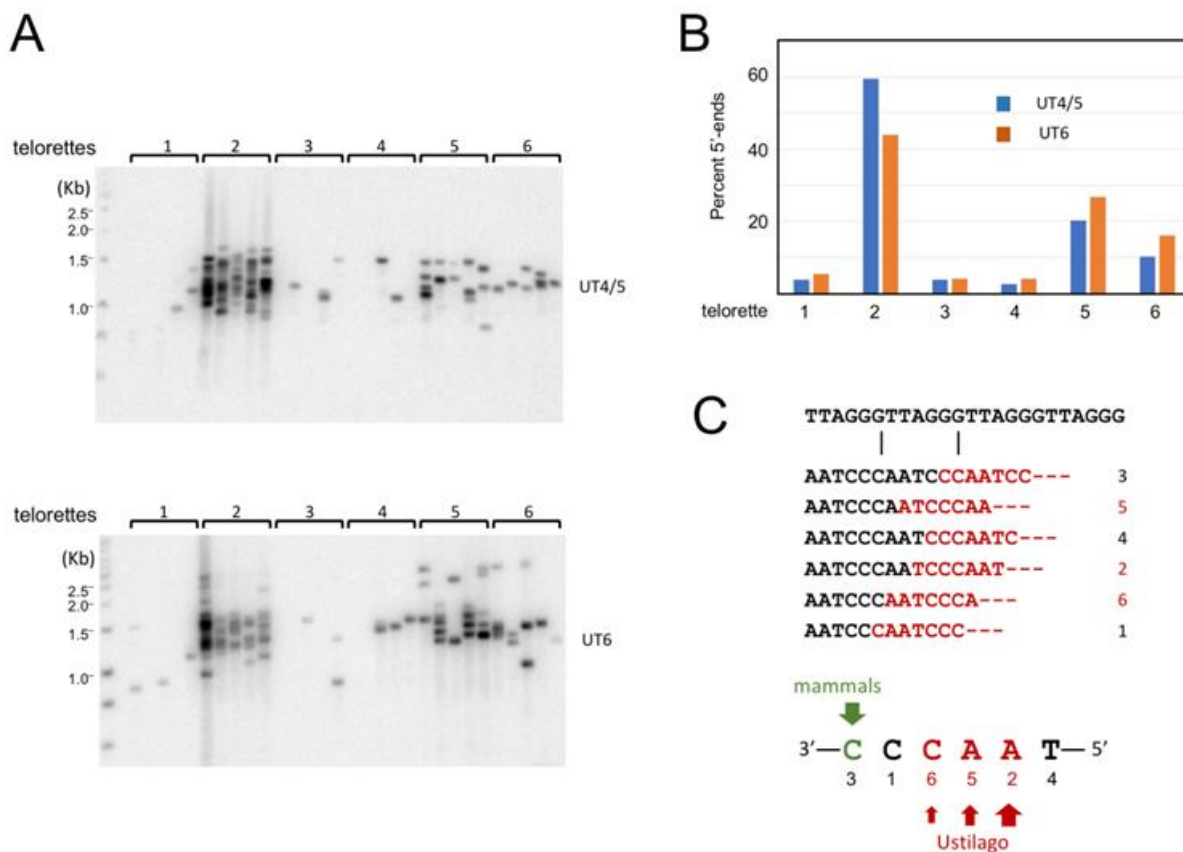 A
telorettes 1 2 3 4 5 6
(Kb)
2.5
2.0
1.5
1.0
UT4/5
telorettes 1 2 3 4 5 6
(Kb)
2.5
2.0
1.5
1.0
UT6
B
Percent 5′-ends
60
40
20
UT4/5
UT6
telorette 1 2 3 4 5 6
C
TTAGGGTTAGGGTTAGGGTTAGGG
AATCCCAATCCCAATCC---- 3
AATCCCAATCCCAA--- 5
AATCCCAATCCCAATC--- 4
AATCCCAATCCCAAT--- 2
AATCCCAATCCCA--- 6
AATCCCAATCCC--- 1
mammals
3′—C C C A A T—5′
3 1 6 5 2 4
Ustilago